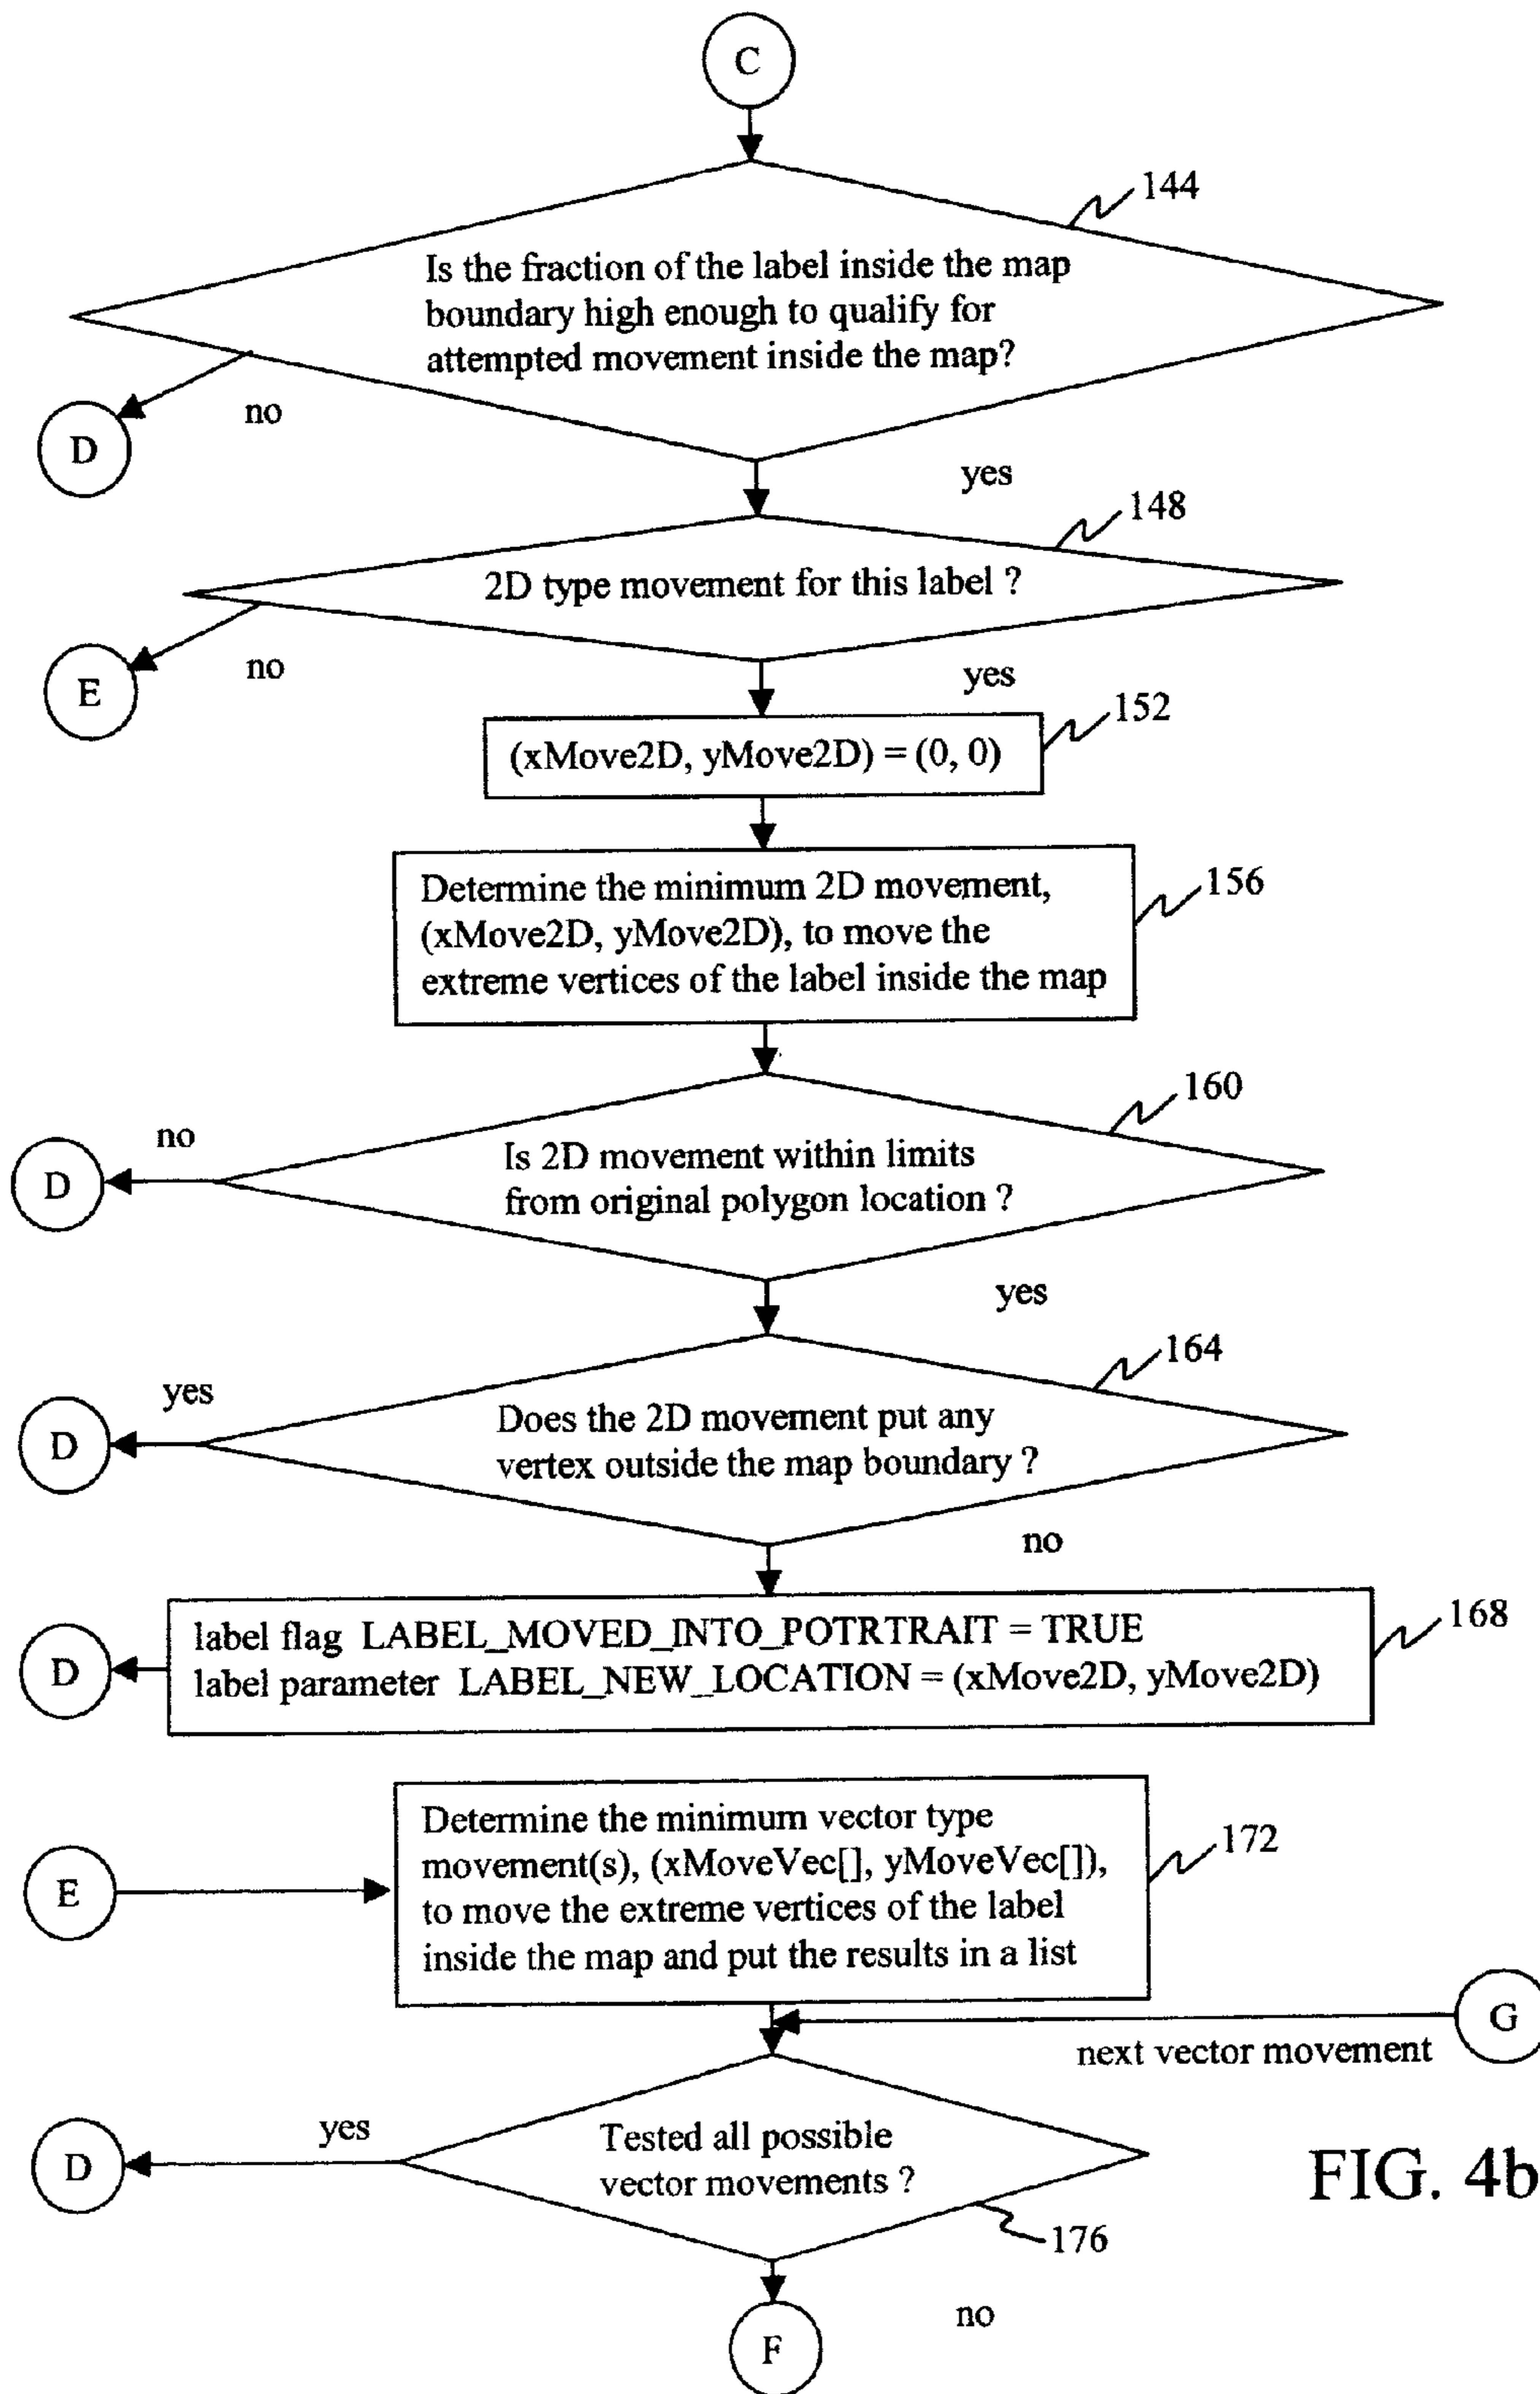 C
144
Is the fraction of the label inside the map
boundary high enough to qualify for
attempted movement inside the map?
no
D
yes
148
2D type movement for this label ?
no
E
yes
152
(xMove2D, yMove2D) = (0, 0)
156
Determine the minimum 2D movement,
(xMove2D, yMove2D), to move the
extreme vertices of the label inside the map
160
no
D
Is 2D movement within limits
from original polygon location ?
yes
164
yes
D
Does the 2D movement put any
vertex outside the map boundary ?
no
168
D
label flag LABEL_MOVED_INTO_POTRTRAIT = TRUE
label parameter LABEL_NEW_LOCATION = (xMove2D, yMove2D)
E
172
Determine the minimum vector type
movement(s), (xMoveVec[], yMoveVec[]),
to move the extreme vertices of the label
inside the map and put the results in a list
G
next vector movement
yes
D
Tested all possible
vector movements ?
176
FIG. 4b
no
F